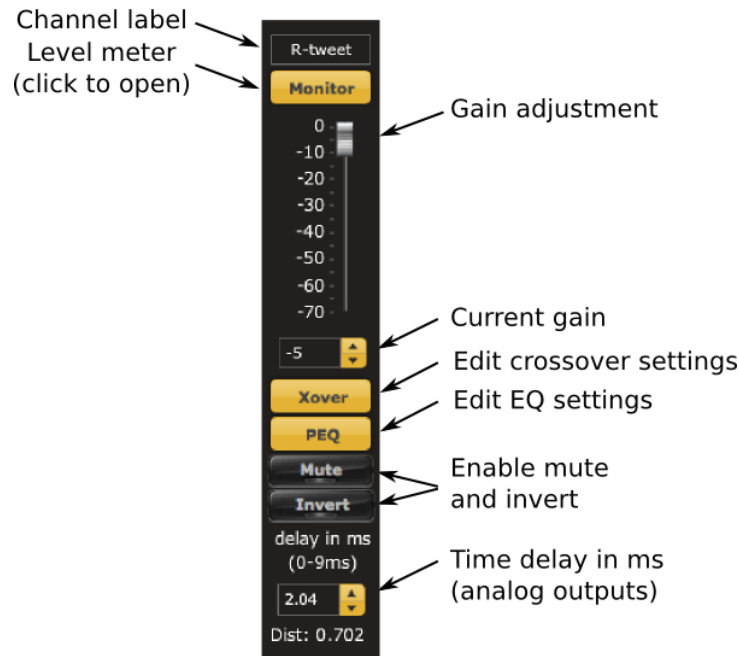 Channel label
Level meter
(click to open)
R-tweet
Monitor
Gain adjustment
0
-10
-20
-30
-40
-50
-60
-70
Current gain
-5
Edit crossover settings
Xover
Edit EQ settings
PEQ
Mute
Enable mute
and invert
Invert
delay in ms
(0-9ms)
Time delay in ms
(analog outputs)
2.04
Dist: 0.702